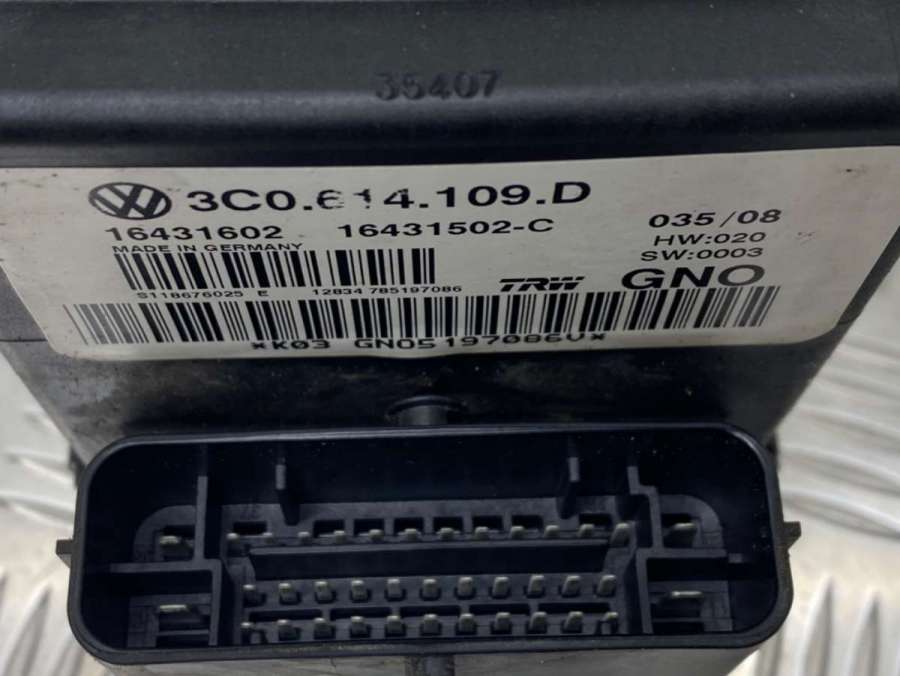 35407
3C0.614.109.D
16431602 16431502-C
035/08
MADE IN GERMANY
HW:020
SW:0003
S118676025 E 12834 785197086
TRW
GNO
*K03 GNO5197086V*